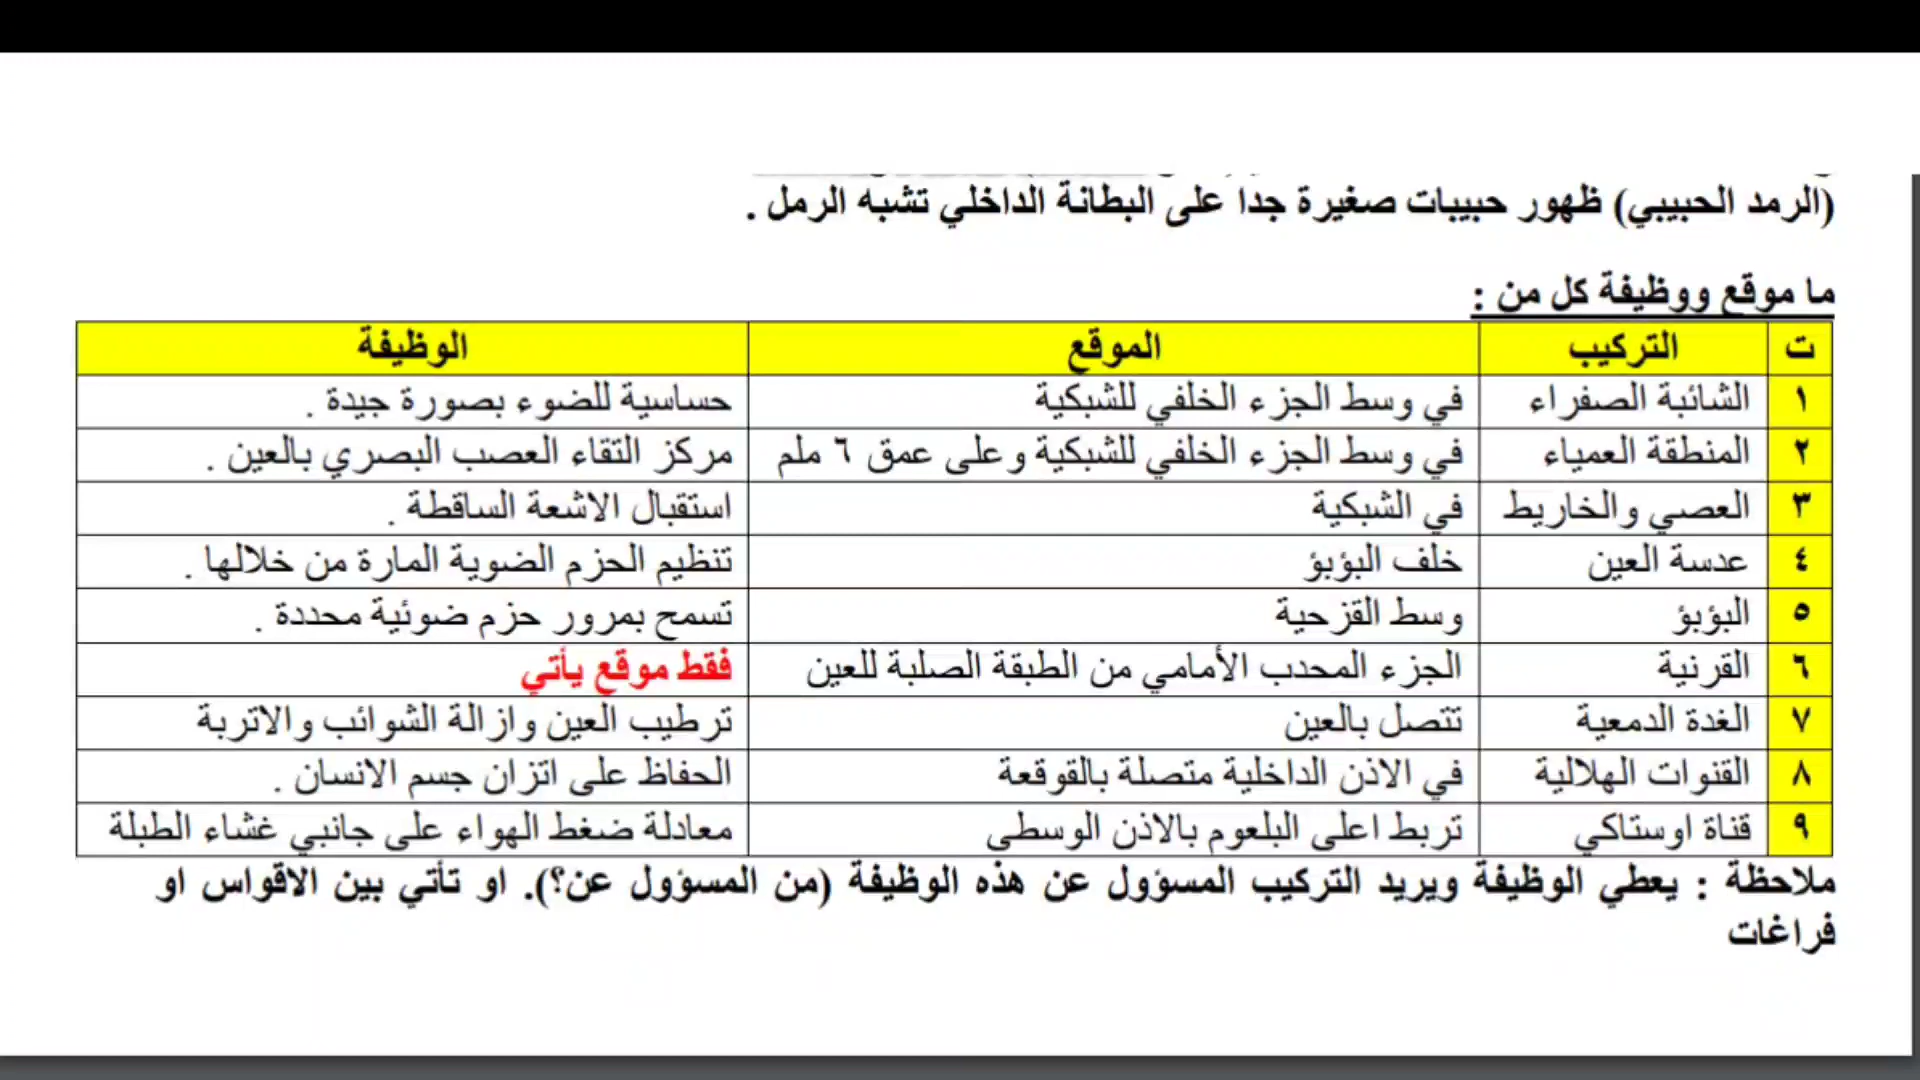 (الرمد الحبيبي) ظهور حبيبات صغيرة جدا على البطانة الداخلي تشبه الرمل .
ما موقع ووظيفة كل من :
ت التركيب الموقع الوظيفة
١ الشائبة الصفراء في وسط الجزء الخلفي للشبكية حساسية للضوء بصورة جيدة .
٢ المنطقة العمياء في وسط الجزء الخلفي للشبكية وعلى عمق ٦ ملم مركز التقاء العصب البصري بالعين .
٣ العصي والخاريط في الشبكية استقبال الاشعة الساقطة .
٤ عدسة العين خلف البؤبؤ تنظيم الحزم الضوية المارة من خلالها .
٥ البؤبؤ وسط القزحية تسمح بمرور حزم ضوئية محددة .
٦ القرنية الجزء المحدب الأمامي من الطبقة الصلبة للعين فقط موقع يأتي
٧ الغدة الدمعية تتصل بالعين ترطيب العين وازالة الشوائب والاتربة
٨ القنوات الهلالية في الاذن الداخلية متصلة بالقوقعة الحفاظ على اتزان جسم الانسان .
٩ قناة اوستاكي تربط اعلى البلعوم بالاذن الوسطى معادلة ضغط الهواء على جانبي غشاء الطبلة
ملاحظة : يعطي الوظيفة ويريد التركيب المسؤول عن هذه الوظيفة (من المسؤول عن؟). او تأتي بين الاقواس او
فراغات